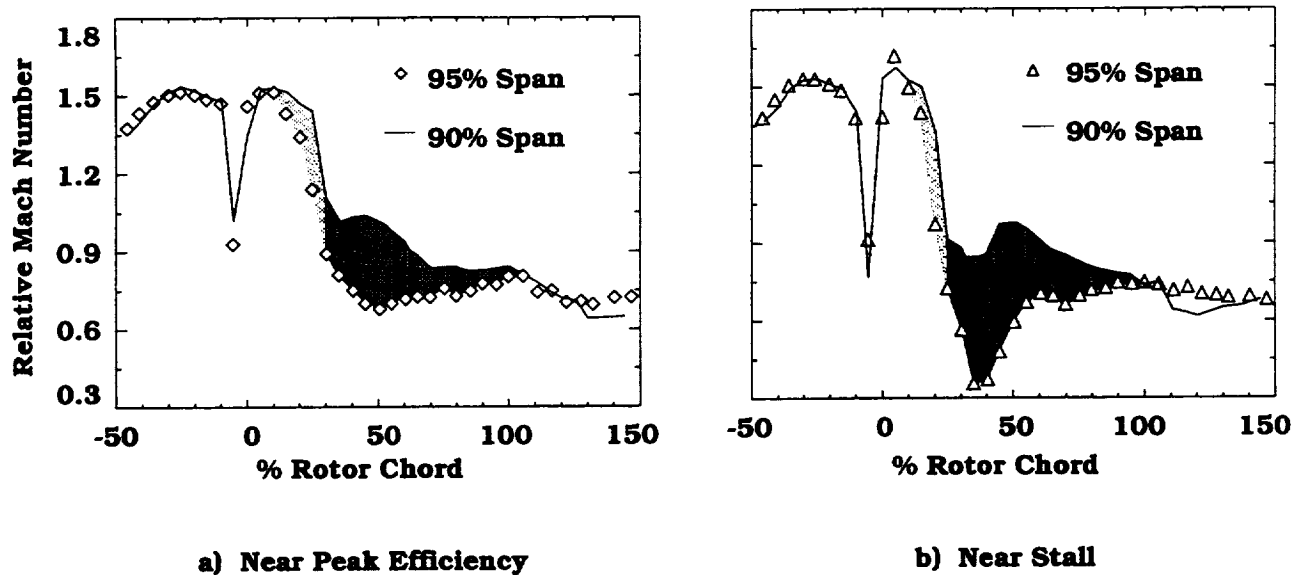 Relative Mach Number
1.8
1.5
1.2
0.9
0.6
0.3
95% Span
90% Span
-50 0 50 100 150
% Rotor Chord
a) Near Peak Efficiency
95% Span
90% Span
-50 0 50 100 150
% Rotor Chord
b) Near Stall